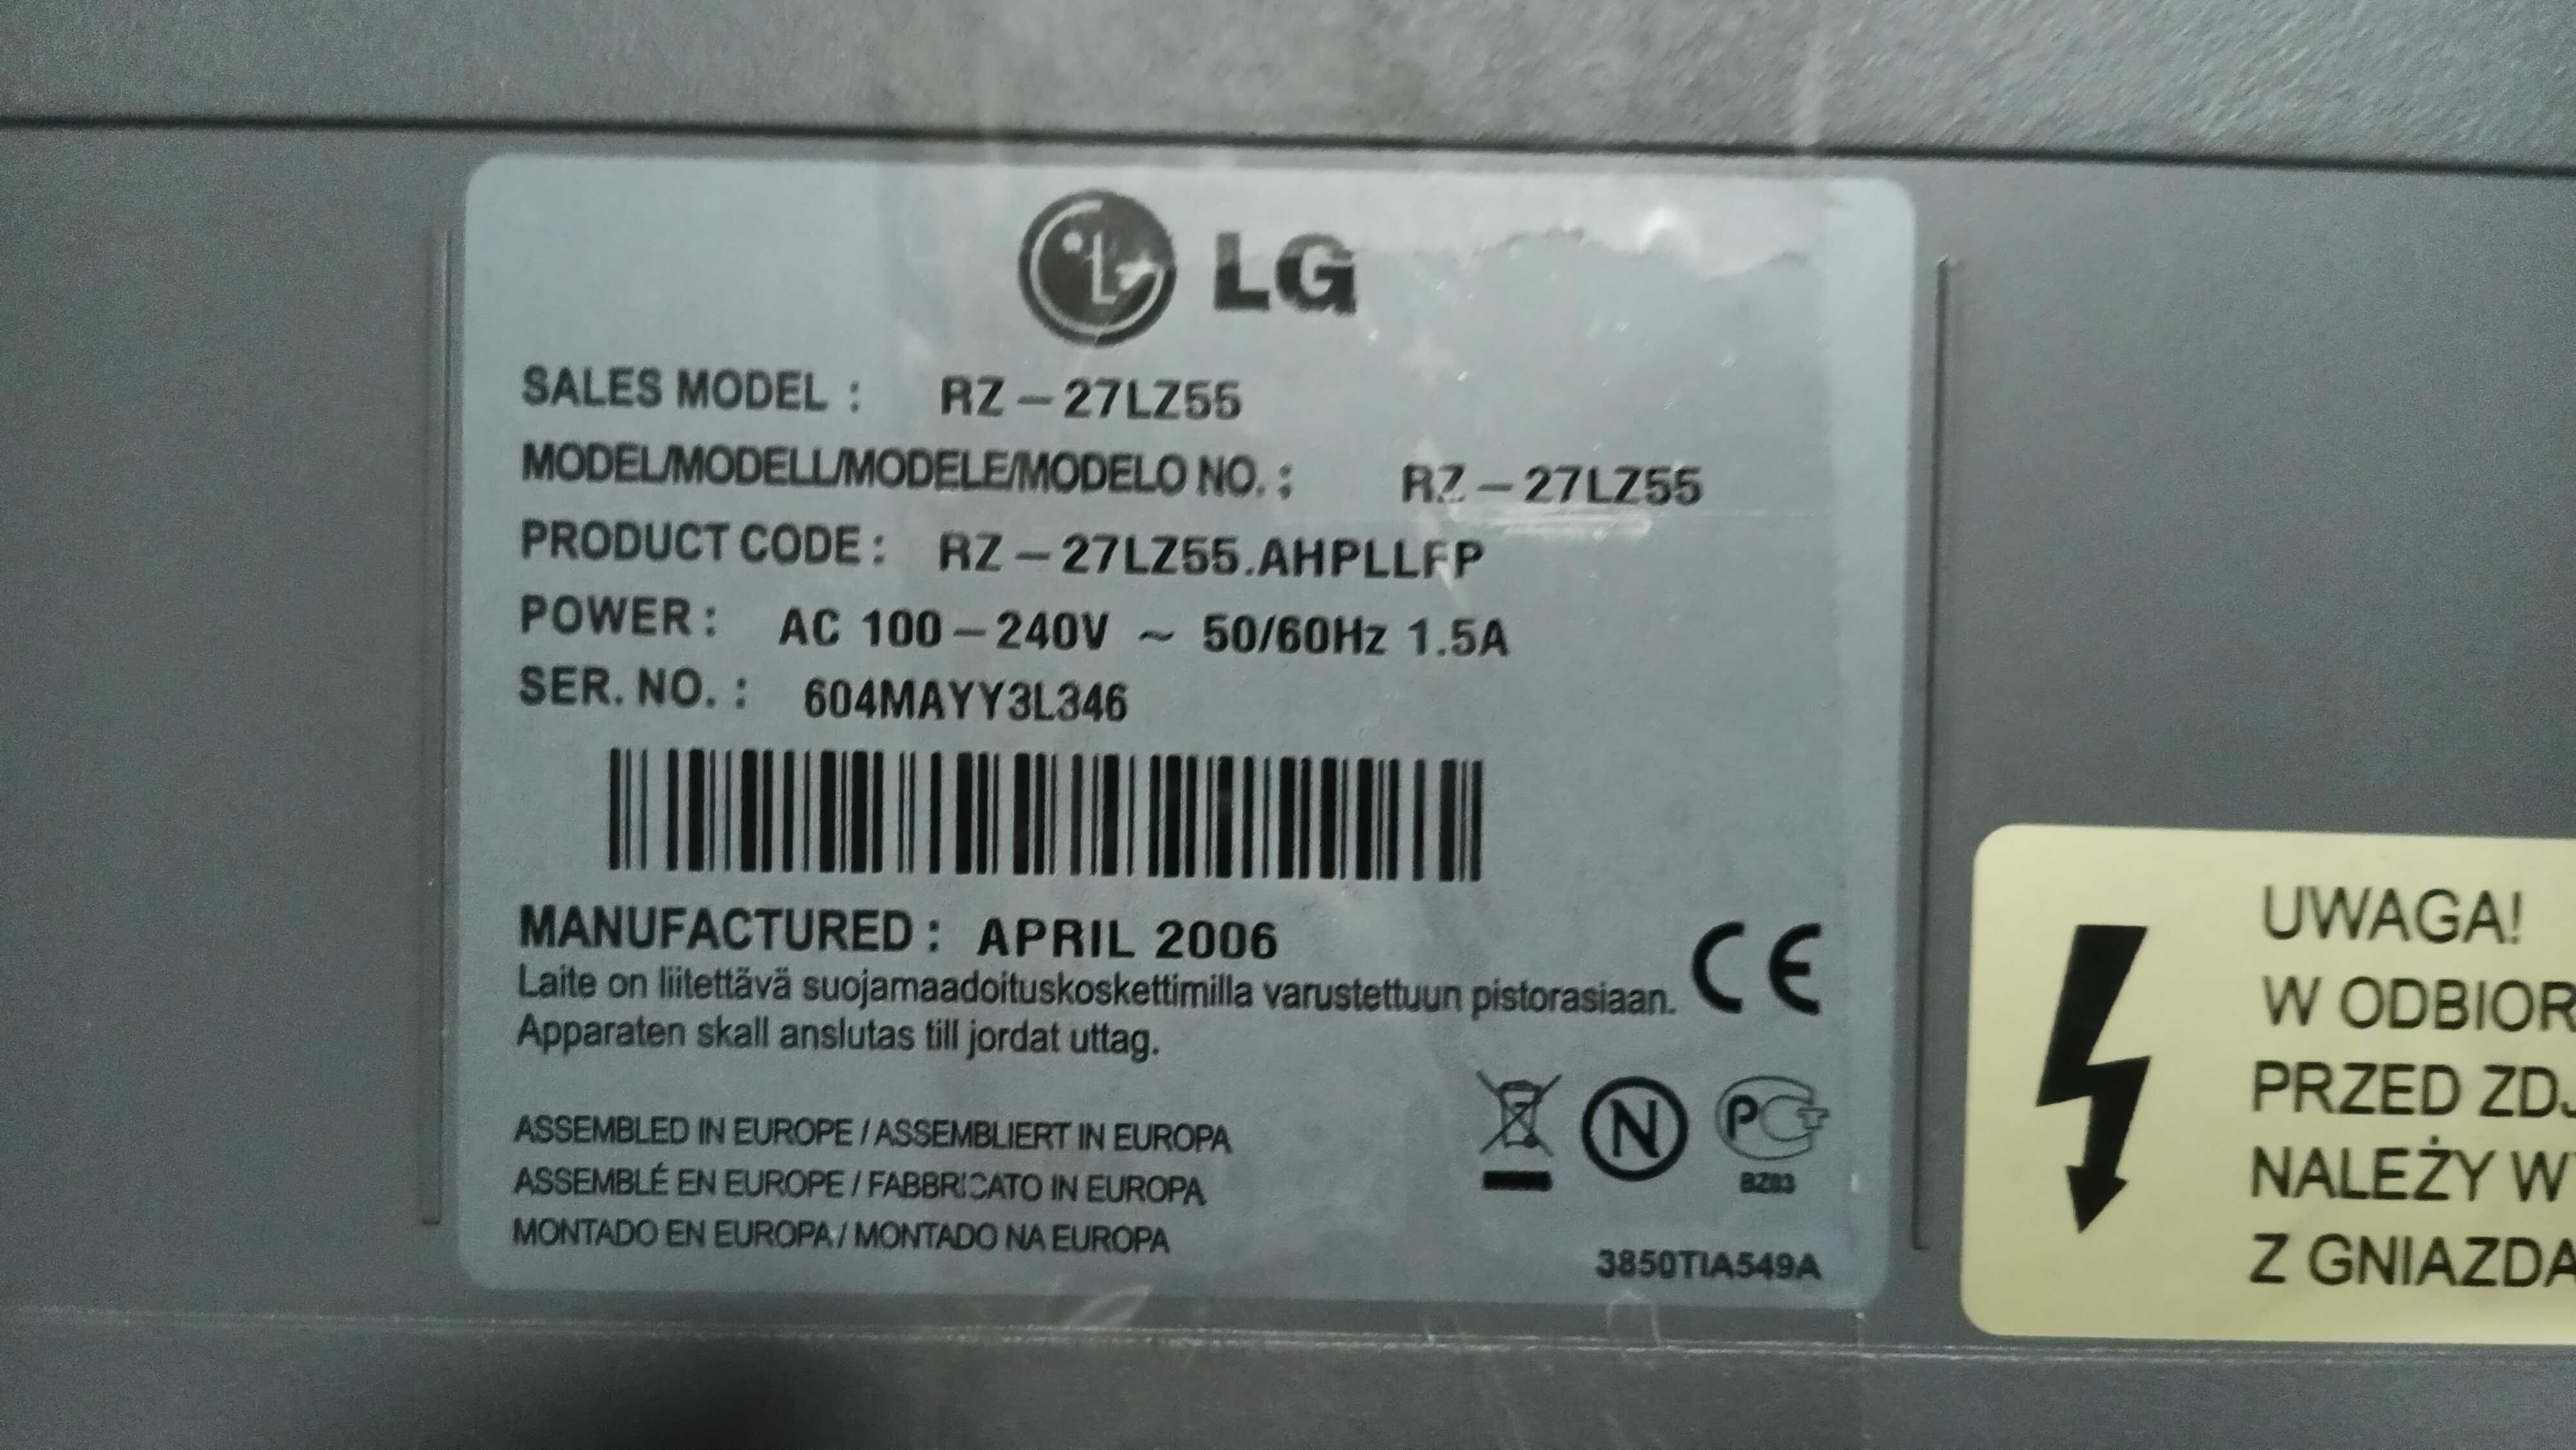 LG
SALES MODEL : RZ-27LZ55
MODEL/MODELL/MODELE/MODELO NO. : RZ-27LZ55
PRODUCT CODE : RZ-27LZ55.AHPLLFP
POWER : AC 100-240V ~ 50/60Hz 1.5A
SER. NO. : 604MAYY3L346
MANUFACTURED : APRIL 2006
CE
Laite on liitettävä suojamaadoituskoskettimilla varustettuun pistorasiaan.
Apparaten skall anslutas till jordat uttag.
ASSEMBLED IN EUROPE / ASSEMBLIERT IN EUROPA
ASSEMBLÉ EN EUROPE / FABBRICATO IN EUROPA
MONTADO EN EUROPA / MONTADO NA EUROPA
N
PCT
BZ03
3850TIA549A
UWAGA!
W ODBIOR
PRZED ZDJ
NALEŻY W
Z GNIAZDA